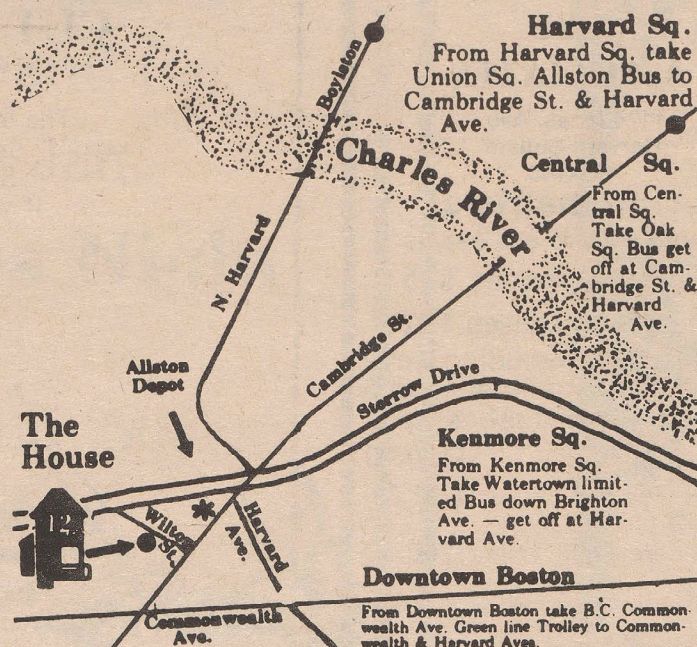 Harvard Sq.
From Harvard Sq. take
Union Sq. Allston Bus to
Cambridge St. & Harvard
Ave.
Boylston
Charles River
Central Sq.
From Cen-
tral Sq.
Take Oak
Sq. Bus get
off at Cam-
bridge St. &
Harvard
Ave.
N. Harvard
Cambridge St.
Allston
Depot
Storrow Drive
The
House
12
Wilton
St.
*
Harvard
Ave.
Kenmore Sq.
From Kenmore Sq.
Take Watertown limit-
ed Bus down Brighton
Ave. — get off at Har-
vard Ave.
Downtown Boston
From Downtown Boston take B.C. Common-
wealth Ave. Green line Trolley to Common-
wealth & Harvard Aves.
Commonwealth
Ave.